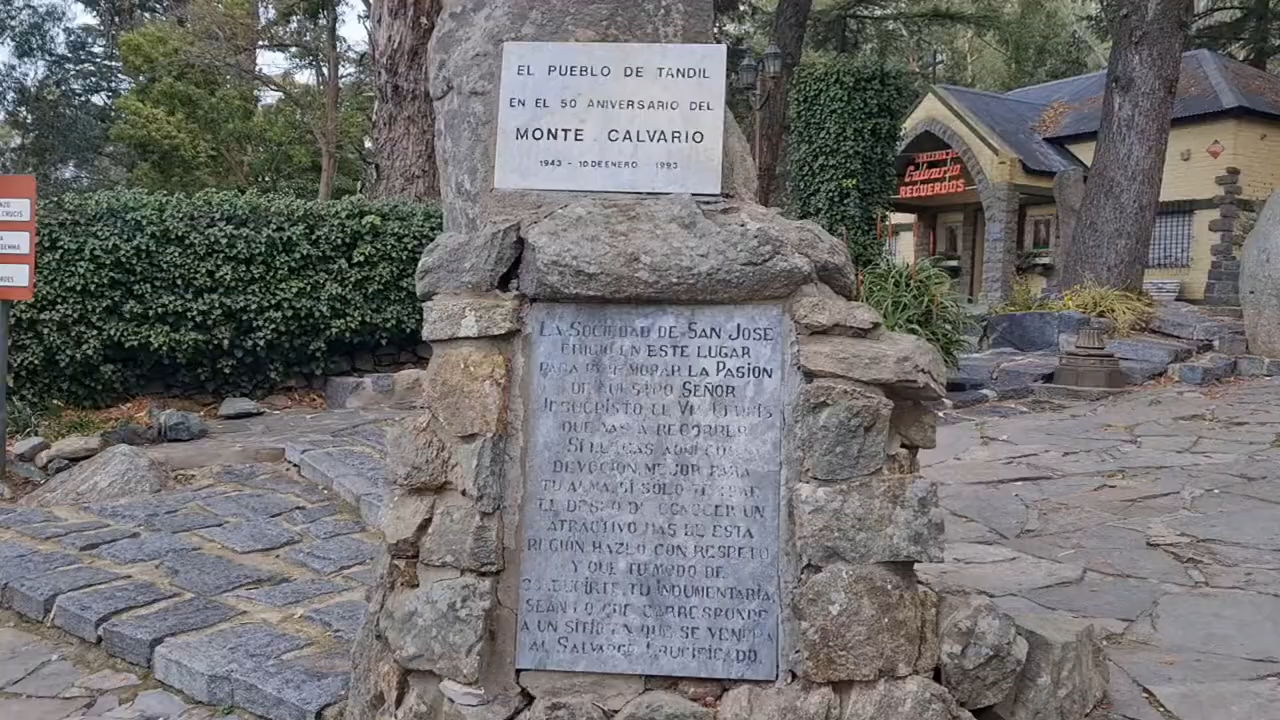 EL PUEBLO DE TANDIL
EN EL 50 ANIVERSARIO DEL
MONTE CALVARIO
1943 - 10 DE ENERO 1993
LA SOCIEDAD DE SAN JOSE
ERIGIO EN ESTE LUGAR
PARA REMEMORAR LA PASION
DE NUESTRO SEÑOR
JESUCRISTO, EL VIA CRUCIS
QUE VAS A RECORRER
SI LLEGAS AQUI CON
DEVOCION, MEJOR PARA
TU ALMA. SI SOLO TE TRAE
EL DESEO DE CONOCER UN
ATRACTIVO MAS DE ESTA
REGION HAZLO CON RESPETO
Y QUE TU MODO DE
CONDUCIRTE, TU INDUMENTARIA,
SEAN LO QUE CORRESPONDE
A UN SITIO EN QUE SE VENERA
AL SALVADOR CRUCIFICADO.
Calvario
RECUERDOS
CRUCIS